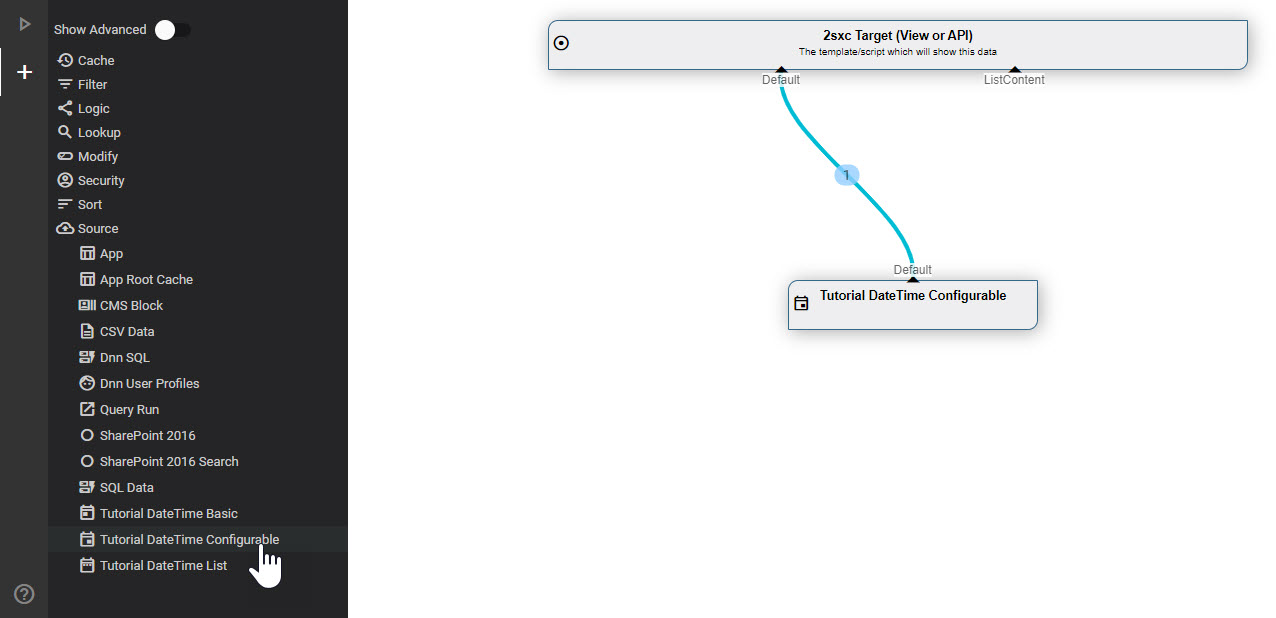 Show Advanced
Cache
Filter
Logic
Lookup
Modify
Security
Sort
Source
App
App Root Cache
CMS Block
CSV Data
Dnn SQL
Dnn User Profiles
Query Run
SharePoint 2016
SharePoint 2016 Search
SQL Data
Tutorial DateTime Basic
Tutorial DateTime Configurable
Tutorial DateTime List
2sxc Target (View or API)
The template/script which will show this data
Default
ListContent
1
Default
Tutorial DateTime Configurable